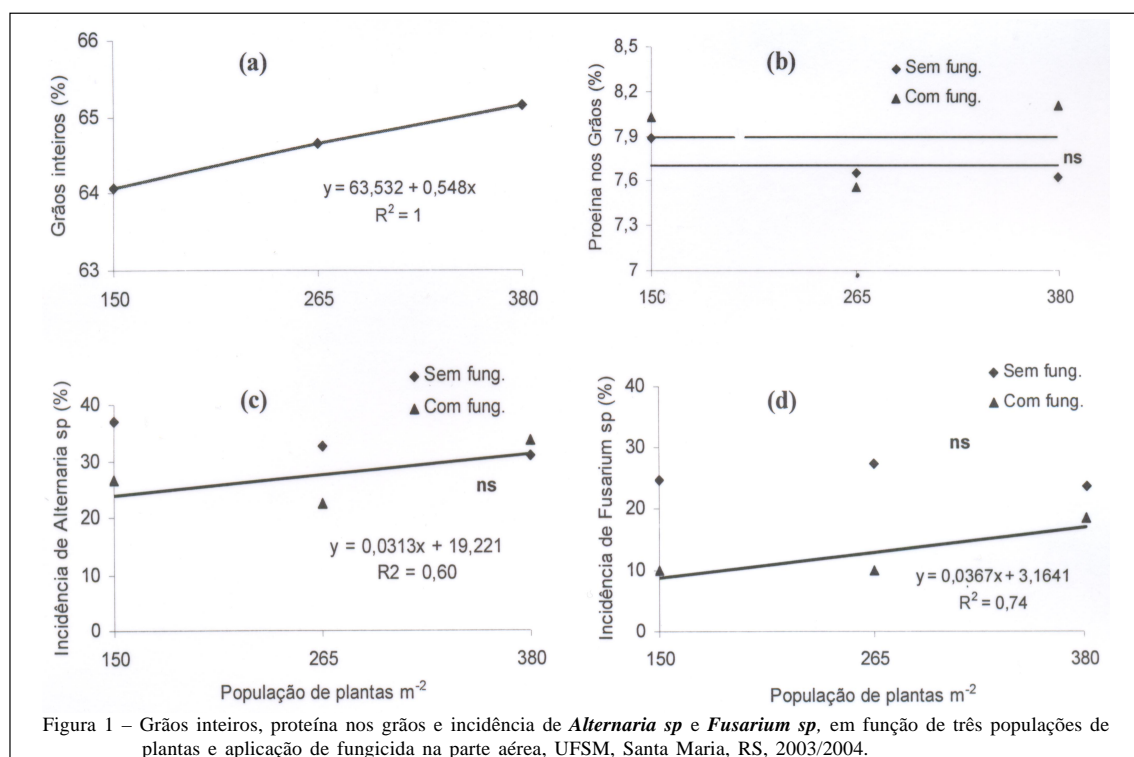 (a)
Grãos inteiros (%)
66
65
64
63
y = 63,532 + 0,548x
R² = 1
150 265 380
(b)
Proeína nos Grãos (%)
8,5
8,2
7,9
7,6
7,3
7
Sem fung.
Com fung.
ns
150 265 380
(c)
Incidência de Alternaria sp (%)
40
30
20
10
0
Sem fung.
Com fung.
ns
y = 0,0313x + 19,221
R2 = 0,60
150 265 380
População de plantas m⁻²
(d)
Incidência de Fusarium sp (%)
40
30
20
10
0
Sem fung.
Com fung.
ns
y = 0,0367x + 3,1641
R² = 0,74
150 265 380
População de plantas m⁻²
Figura 1 – Grãos inteiros, proteína nos grãos e incidência de Alternaria sp e Fusarium sp, em função de três populações de
plantas e aplicação de fungicida na parte aérea, UFSM, Santa Maria, RS, 2003/2004.